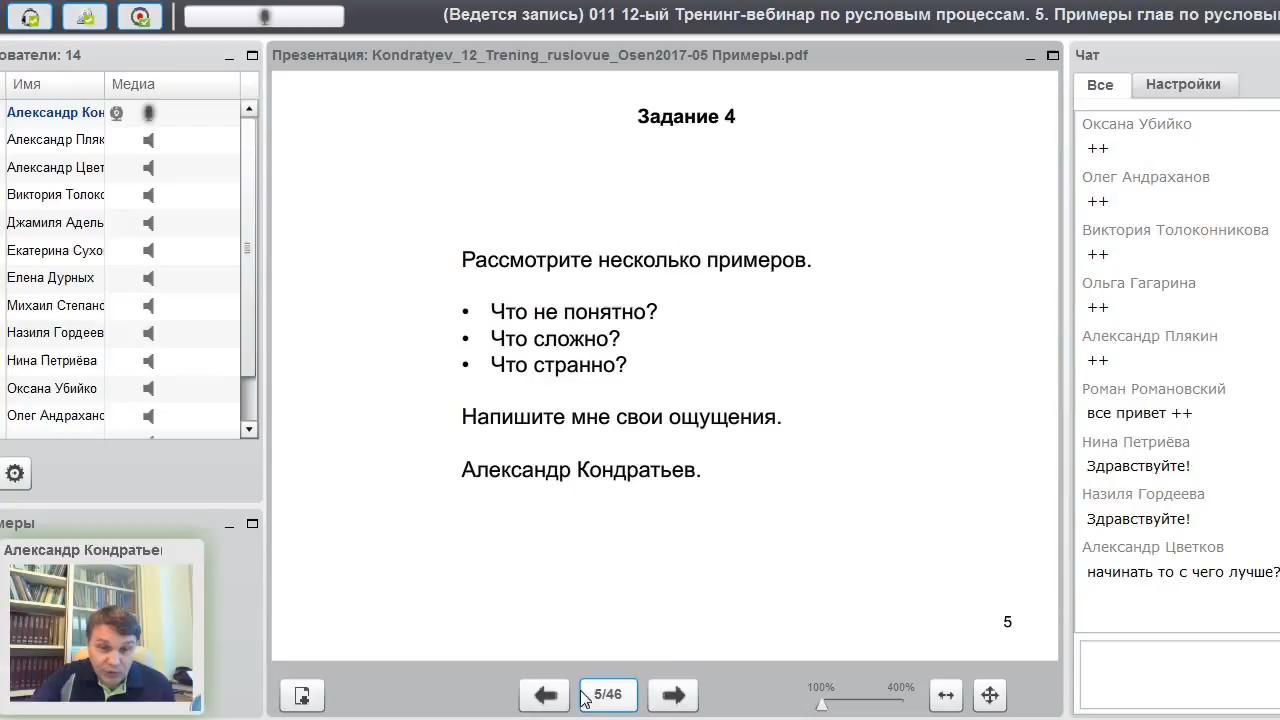 (Ведется запись) 011 12-ый Тренинг-вебинар по русловым процессам. 5. Примеры глав по русловы
ователи: 14
Имя Медиа
Александр Кон
Александр Пляк
Александр Цвет
Виктория Толокс
Джамиля Адель
Екатерина Сухо
Елена Дурных
Михаил Степанс
Назиля Гордеев
Нина Петриёва
Оксана Убийко
Олег Андраханс
меры
Александр Кондратьеı
Презентация: Kondratyev_12_Trening_ruslovue_Osen2017-05 Примеры.pdf
Задание 4
Рассмотрите несколько примеров.
• Что не понятно?
• Что сложно?
• Что странно?
Напишите мне свои ощущения.
Александр Кондратьев.
5
5/46
100% 400%
Чат
Все Настройки
Оксана Убийко
++
Олег Андраханов
++
Виктория Толоконникова
++
Ольга Гагарина
++
Александр Плякин
++
Роман Романовский
все привет ++
Нина Петриёва
Здравствуйте!
Назиля Гордеева
Здравствуйте!
Александр Цветков
начинать то с чего лучше?